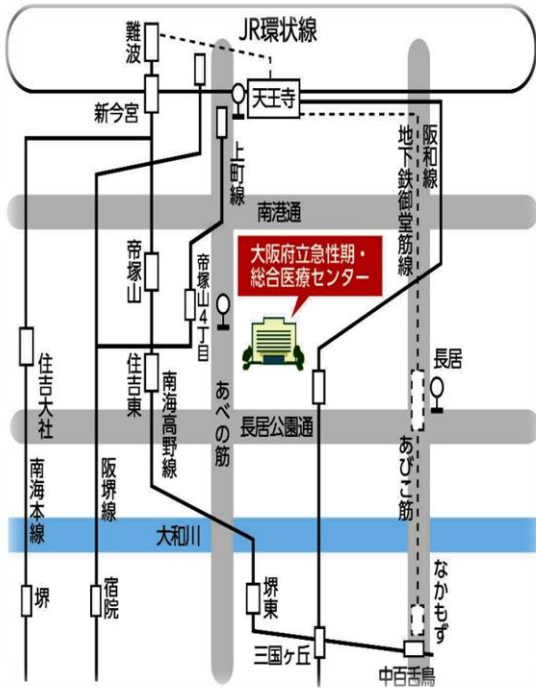 JR環状線
難波
天王寺
新今宮
上町線
阪和線
地下鉄御堂筋線
南港通
大阪府立急性期・
総合医療センター
帝塚山
帝塚山4丁目
長居
住吉大社
住吉東
南海高野線
あべの筋
長居公園通
南海本線
阪堺線
あびこ筋
大和川
堺
宿院
堺東
なかもず
三国ヶ丘
中百舌鳥